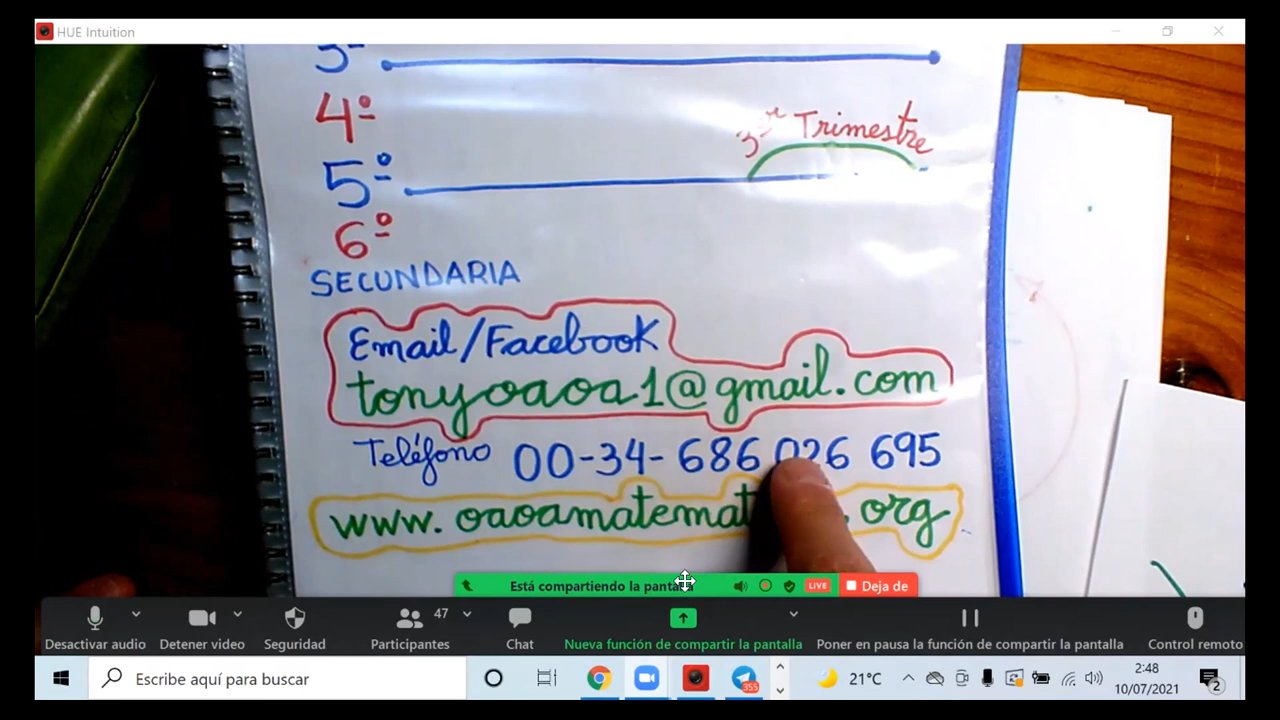 HUE Intuition
3º
4º
3er Trimestre
5º
6º
SECUNDARIA
Email/Facebook
tonyoaoa1@gmail.com
Teléfono 00-34-686 026 695
www. .org
Está compartiendo la pantalla LIVE Deja de
47
Desactivar audio Detener video Seguridad Participantes Chat Nueva función de compartir la pantalla Poner en pausa la función de compartir la pantalla Control remoto
Escribe aquí para buscar 355 21°C 2:48
10/07/2021 2